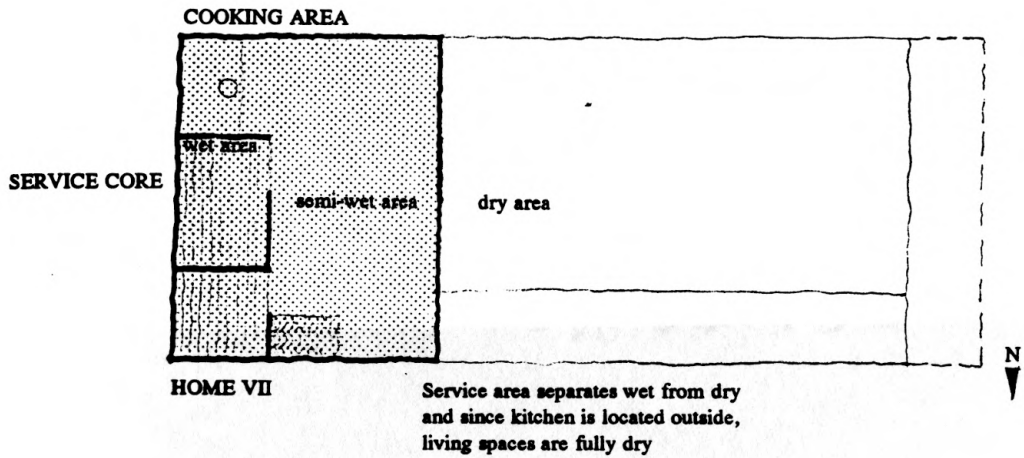 COOKING AREA
wet area
SERVICE CORE
semi-wet area
dry area
N
HOME VII
Service area separates wet from dry
and since kitchen is located outside,
living spaces are fully dry